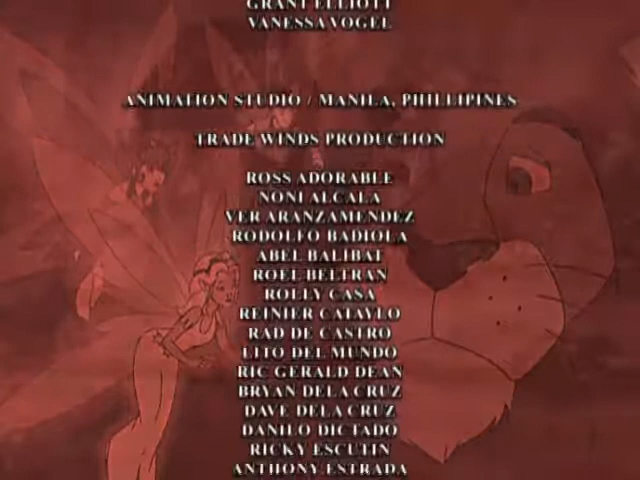 GRANT ELLIOTT
VANESSA VOGEL
ANIMATION STUDIO / MANILA, PHILLIPINES
TRADE WINDS PRODUCTION
ROSS ADORABLE
NONI ALCALA
VER ARANZAMENDEZ
RODOLFO BADIOLA
ABEL BALIBAT
ROEL BELTRAN
ROLLY CASA
REINIER CATAYLO
RAD DE CASTRO
LITO DEL MUNDO
RIC GERALD DEAN
BRYAN DELA CRUZ
DAVE DELA CRUZ
DANILO DICTADO
RICKY ESCUTIN
ANTHONY ESTRADA